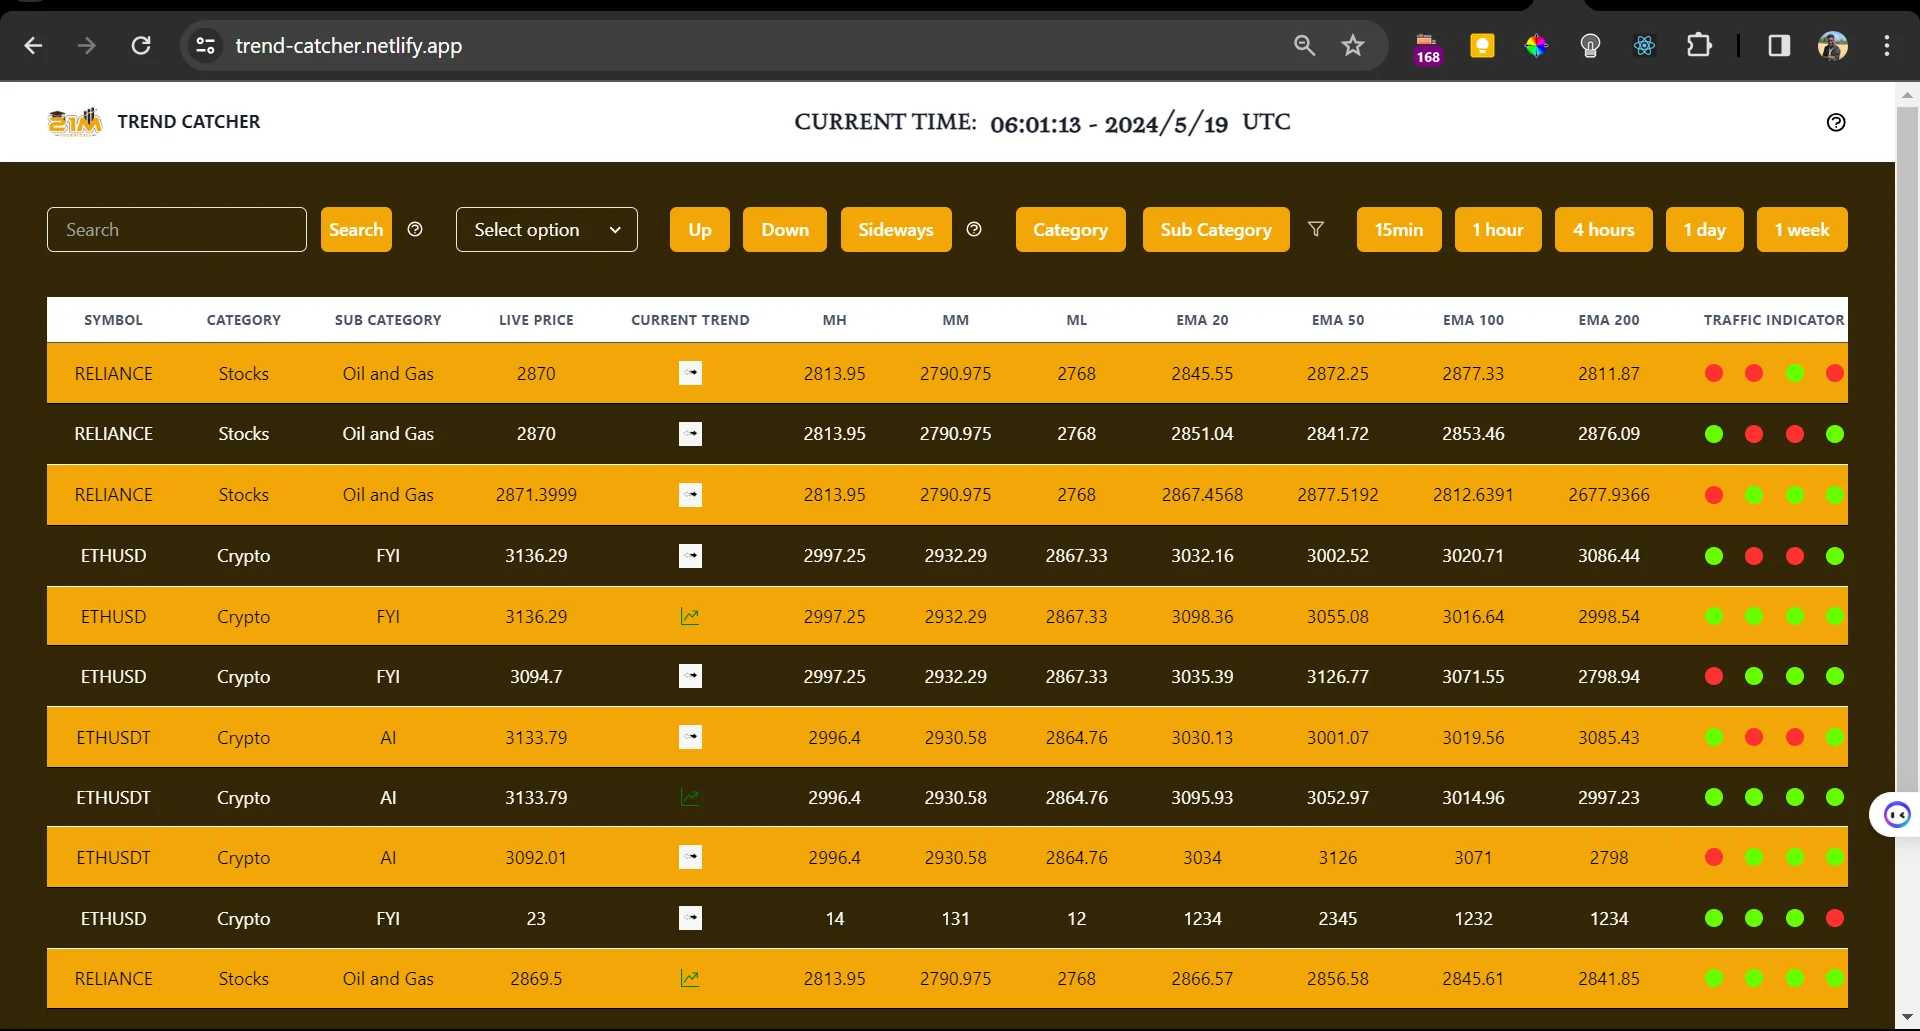 trend-catcher.netlify.app
168
21M
TREND CATCHER
CURRENT TIME: 06:01:13 - 2024/5/19 UTC
Search Search Select option Up Down Sideways Category Sub Category 15min 1 hour 4 hours 1 day 1 week
SYMBOL CATEGORY SUB CATEGORY LIVE PRICE CURRENT TREND MH MM ML EMA 20 EMA 50 EMA 100 EMA 200 TRAFFIC INDICATOR
RELIANCE Stocks Oil and Gas 2870 2813.95 2790.975 2768 2845.55 2872.25 2877.33 2811.87
RELIANCE Stocks Oil and Gas 2870 2813.95 2790.975 2768 2851.04 2841.72 2853.46 2876.09
RELIANCE Stocks Oil and Gas 2871.3999 2813.95 2790.975 2768 2867.4568 2877.5192 2812.6391 2677.9366
ETHUSD Crypto FYI 3136.29 2997.25 2932.29 2867.33 3032.16 3002.52 3020.71 3086.44
ETHUSD Crypto FYI 3136.29 2997.25 2932.29 2867.33 3098.36 3055.08 3016.64 2998.54
ETHUSD Crypto FYI 3094.7 2997.25 2932.29 2867.33 3035.39 3126.77 3071.55 2798.94
ETHUSDT Crypto AI 3133.79 2996.4 2930.58 2864.76 3030.13 3001.07 3019.56 3085.43
ETHUSDT Crypto AI 3133.79 2996.4 2930.58 2864.76 3095.93 3052.97 3014.96 2997.23
ETHUSDT Crypto AI 3092.01 2996.4 2930.58 2864.76 3034 3126 3071 2798
ETHUSD Crypto FYI 23 14 131 12 1234 2345 1232 1234
RELIANCE Stocks Oil and Gas 2869.5 2813.95 2790.975 2768 2866.57 2856.58 2845.61 2841.85